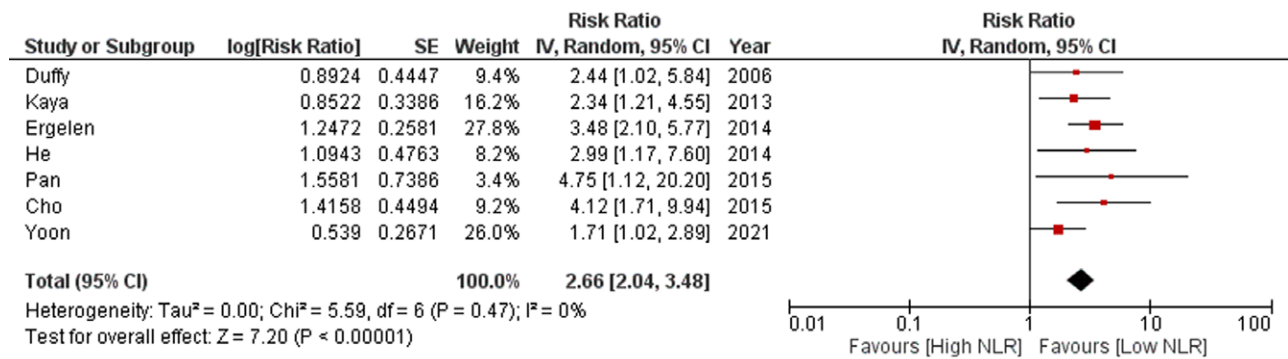 Risk Ratio Risk Ratio
Study or Subgroup log[Risk Ratio] SE Weight IV, Random, 95% CI Year IV, Random, 95% CI
Duffy 0.8924 0.4447 9.4% 2.44 [1.02, 5.84] 2006
Kaya 0.8522 0.3386 16.2% 2.34 [1.21, 4.55] 2013
Ergelen 1.2472 0.2581 27.8% 3.48 [2.10, 5.77] 2014
He 1.0943 0.4763 8.2% 2.99 [1.17, 7.60] 2014
Pan 1.5581 0.7386 3.4% 4.75 [1.12, 20.20] 2015
Cho 1.4158 0.4494 9.2% 4.12 [1.71, 9.94] 2015
Yoon 0.539 0.2671 26.0% 1.71 [1.02, 2.89] 2021
Total (95% CI) 100.0% 2.66 [2.04, 3.48]
Heterogeneity: Tau² = 0.00; Chi² = 5.59, df = 6 (P = 0.47); I² = 0%
Test for overall effect: Z = 7.20 (P < 0.00001)
0.01 0.1 1 10 100
Favours [High NLR] Favours [Low NLR]